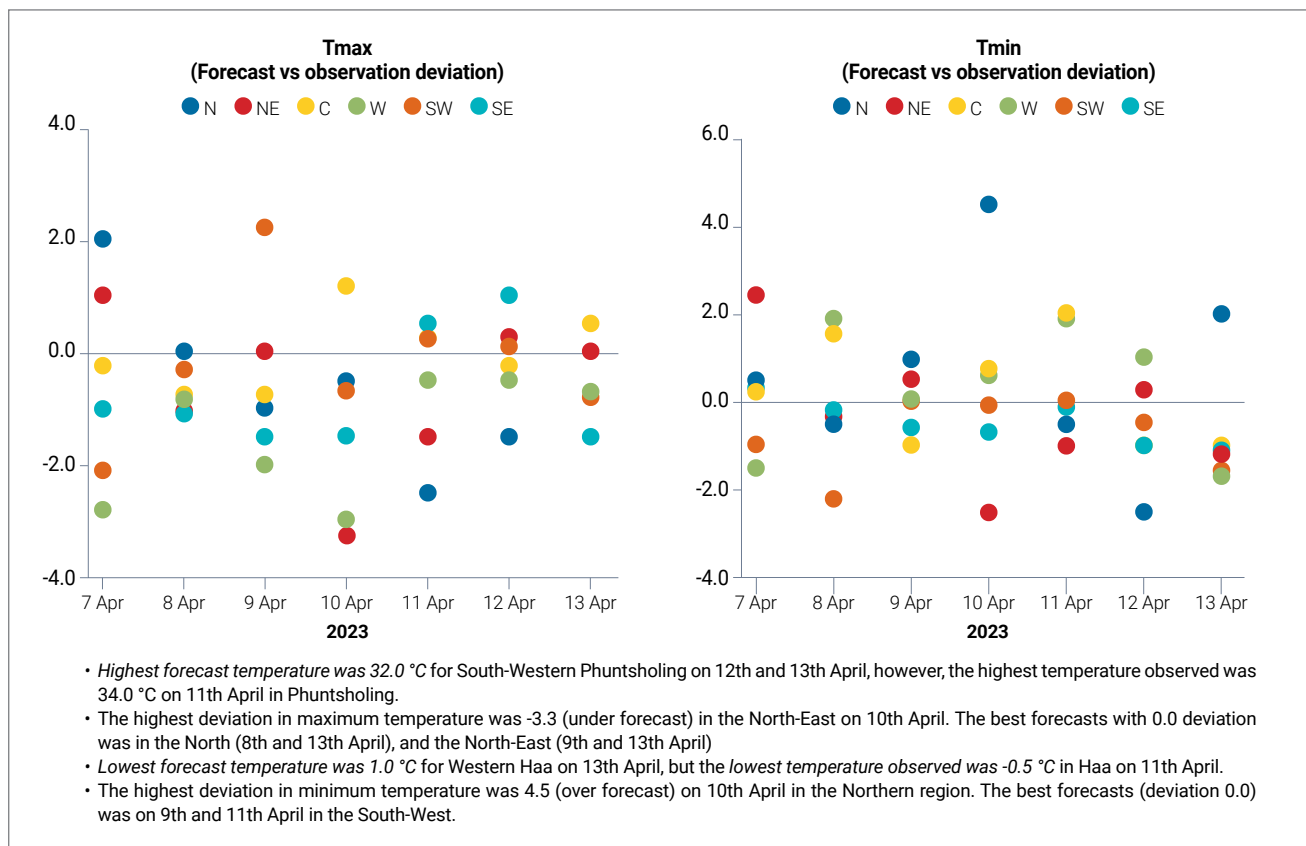 Tmax
(Forecast vs observation deviation)
N NE C W SW SE
4.0
2.0
0.0
-2.0
-4.0
7 Apr 8 Apr 9 Apr 10 Apr 11 Apr 12 Apr 13 Apr
2023
Tmin
(Forecast vs observation deviation)
N NE C W SW SE
6.0
4.0
2.0
0.0
-2.0
-4.0
7 Apr 8 Apr 9 Apr 10 Apr 11 Apr 12 Apr 13 Apr
2023
• Highest forecast temperature was 32.0 °C for South-Western Phuntsholing on 12th and 13th April, however, the highest temperature observed was
34.0 °C on 11th April in Phuntsholing.
• The highest deviation in maximum temperature was -3.3 (under forecast) in the North-East on 10th April. The best forecasts with 0.0 deviation
was in the North (8th and 13th April), and the North-East (9th and 13th April)
• Lowest forecast temperature was 1.0 °C for Western Haa on 13th April, but the lowest temperature observed was -0.5 °C in Haa on 11th April.
• The highest deviation in minimum temperature was 4.5 (over forecast) on 10th April in the Northern region. The best forecasts (deviation 0.0)
was on 9th and 11th April in the South-West.